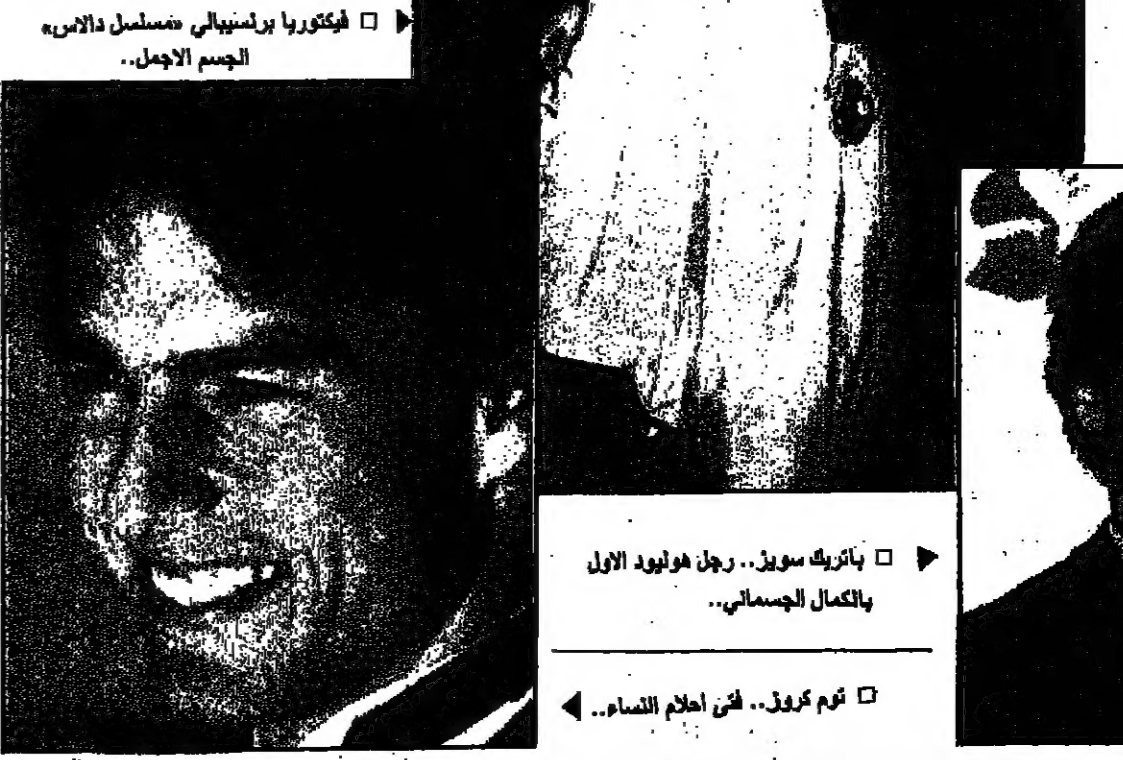 ◀ □ فيكتوريا برنسيبالي «مسلسل دالاس»
الجسم الاجمل..
◀ □ باتريك سويز.. رجل هوليود الاول
بالكمال الجسماني..
□ توم كروز.. فتى احلام النساء.. ◀